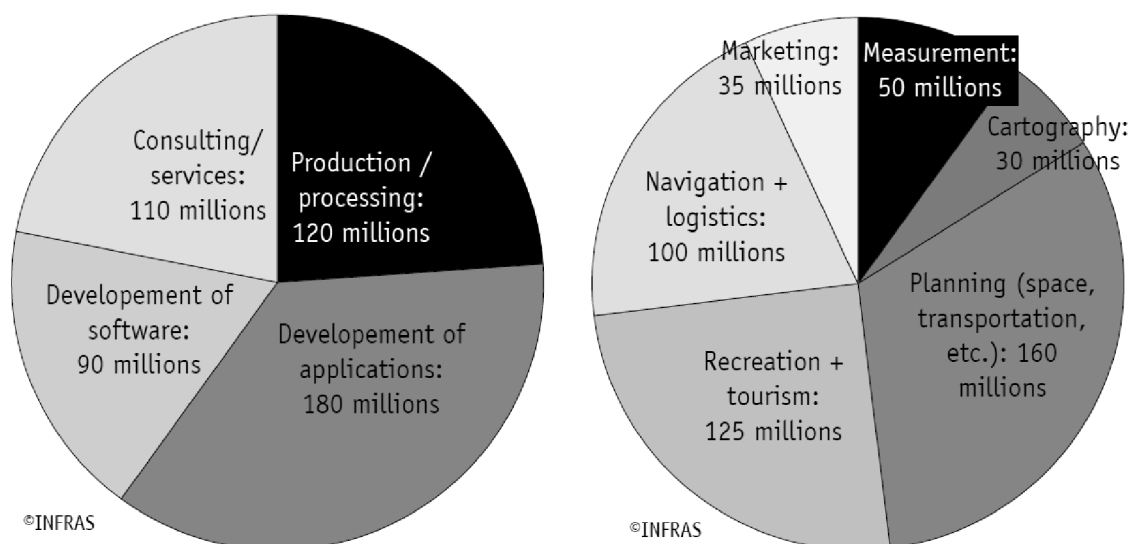 Consulting/
services:
110 millions
Production /
processing:
120 millions
Developement of
software:
90 millions
Developement of
applications:
180 millions
©INFRAS
Marketing:
35 millions
Measurement:
50 millions
Cartography:
30 millions
Navigation +
logistics:
100 millions
Planning (space,
transportation,
etc.): 160
millions
Recreation +
tourism:
125 millions
©INFRAS